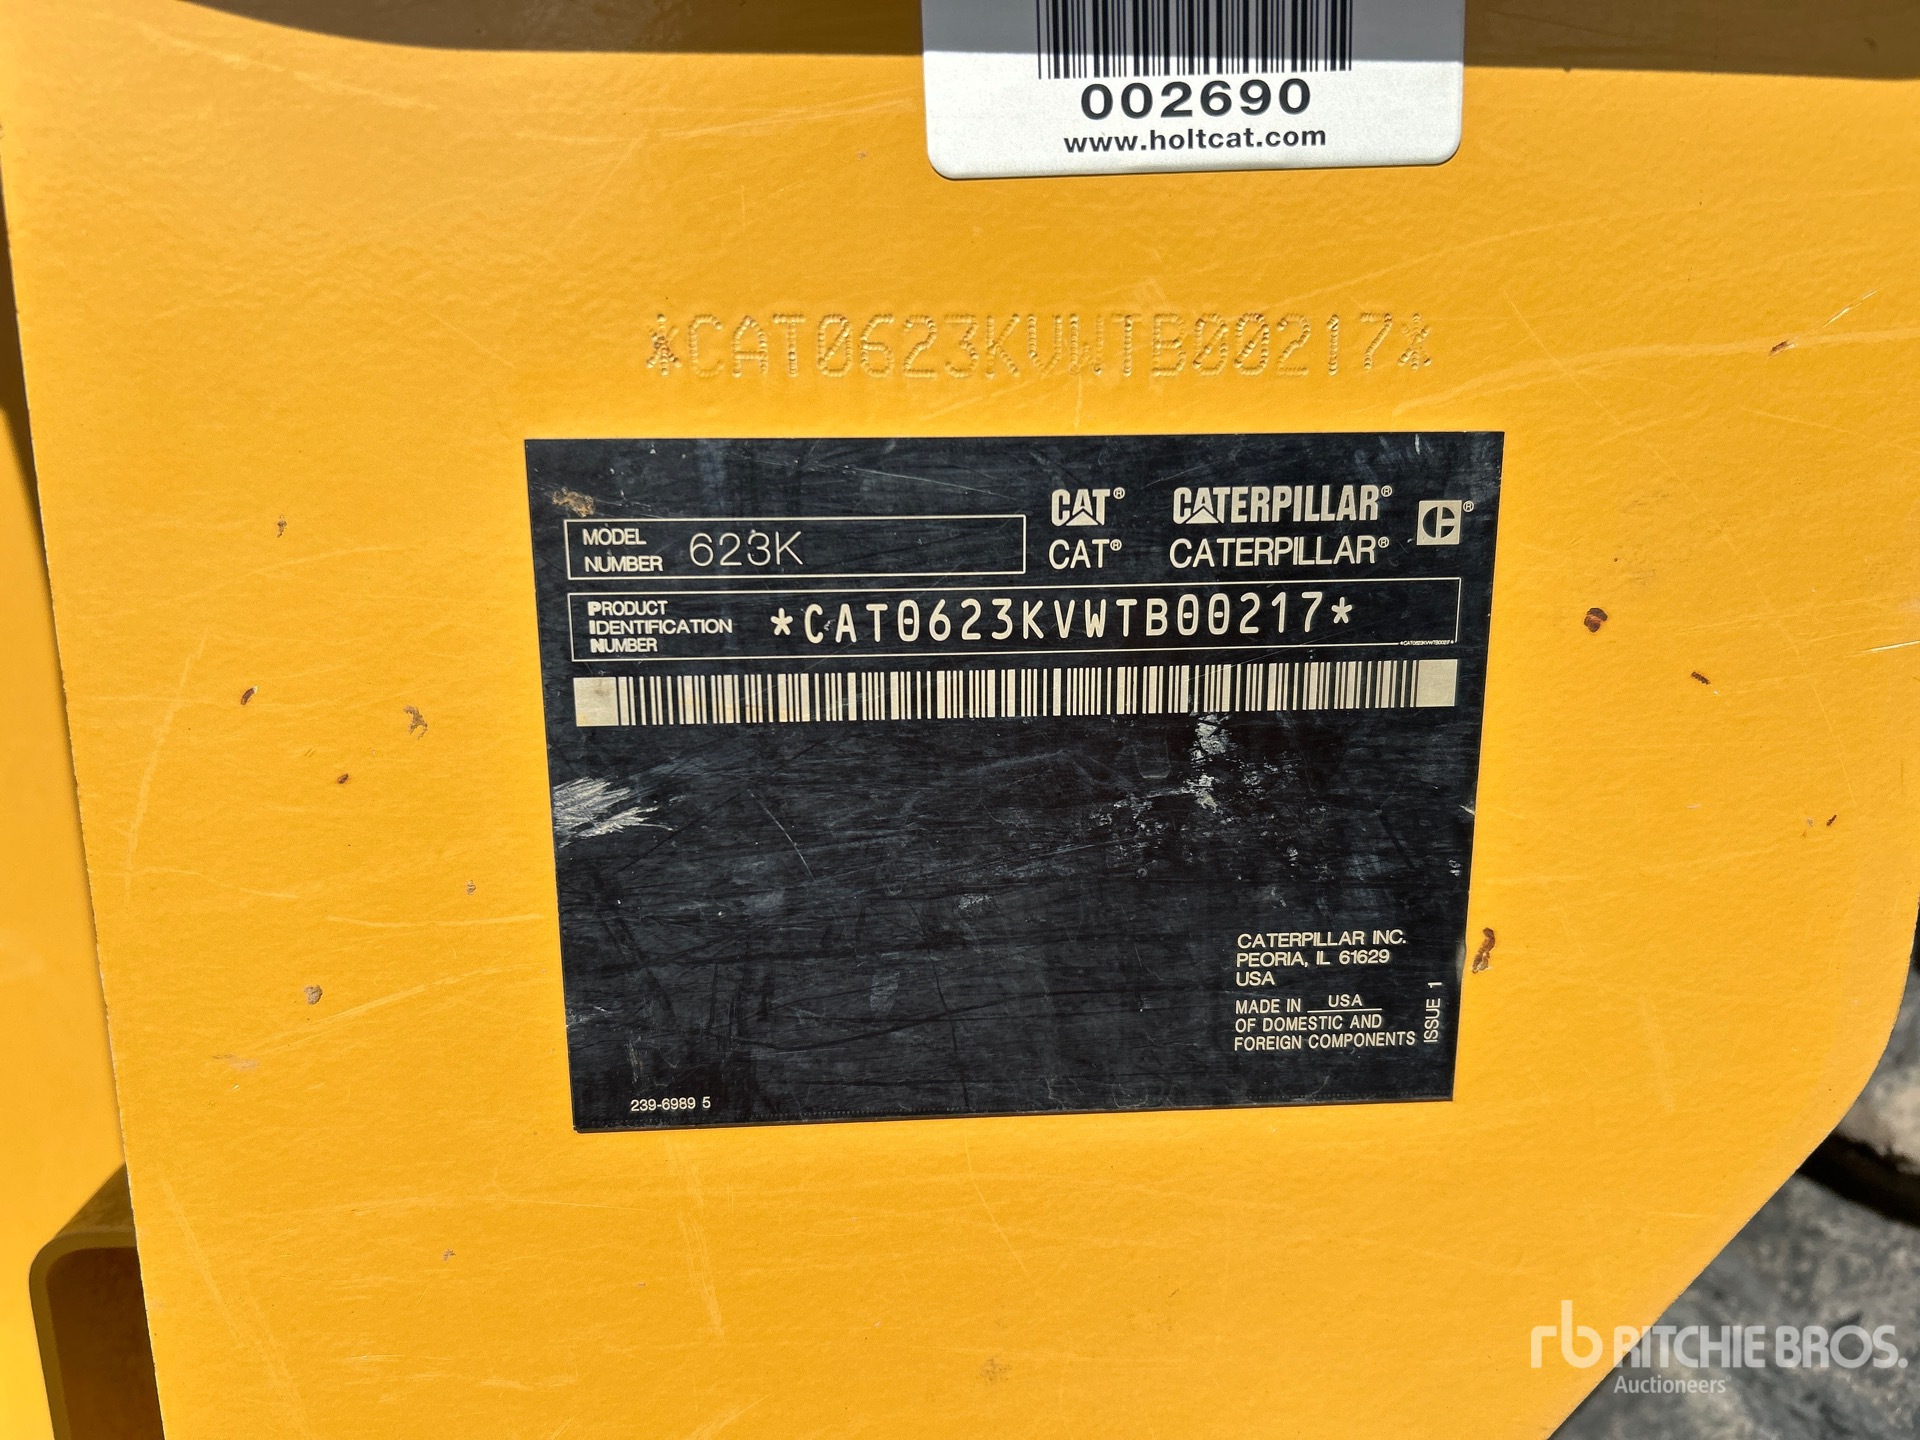 002690
www.holtcat.com
*CAT0623KVWTB00217*
CAT® CATERPILLAR® ®
CAT® CATERPILLAR®
MODEL NUMBER 623K
PRODUCT IDENTIFICATION NUMBER *CAT0623KVWTB00217*
*CAT0623KVWTB00217*
CATERPILLAR INC.
PEORIA, IL 61629
USA
MADE IN USA
OF DOMESTIC AND
FOREIGN COMPONENTS
ISSUE 1
239-6989 5
rb RITCHIE BROS.
Auctioneers